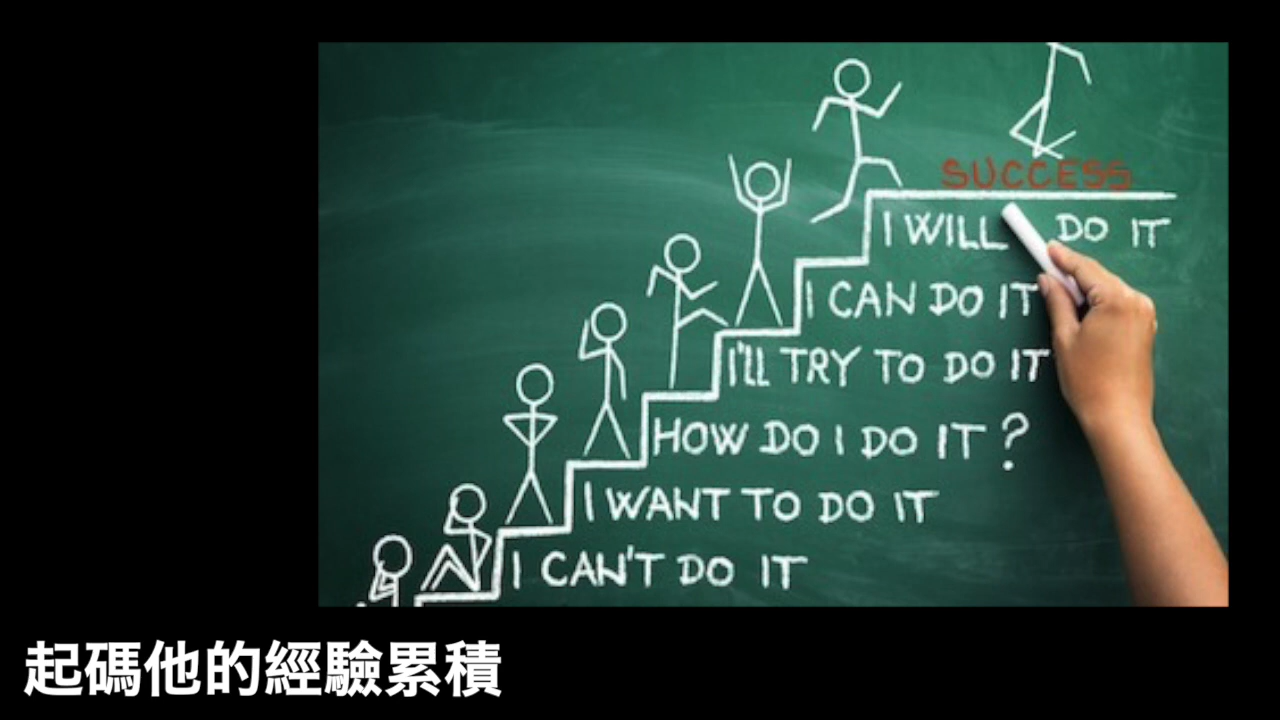 SUCCESS
I WILL DO IT
I CAN DO IT
I'LL TRY TO DO IT
HOW DO I DO IT ?
I WANT TO DO IT
I CAN'T DO IT
起碼他的經驗累積